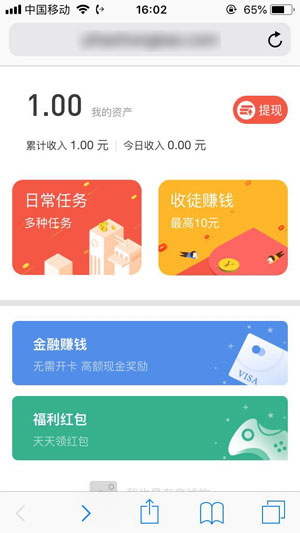 中国移动 16:02 65%
1.00 我的资产 提现
累计收入 1.00 元 今日收入 0.00 元
日常任务
多种任务
收徒赚钱
最高10元
金融赚钱
无需开卡 高额现金奖励
VISA
福利红包
天天领红包